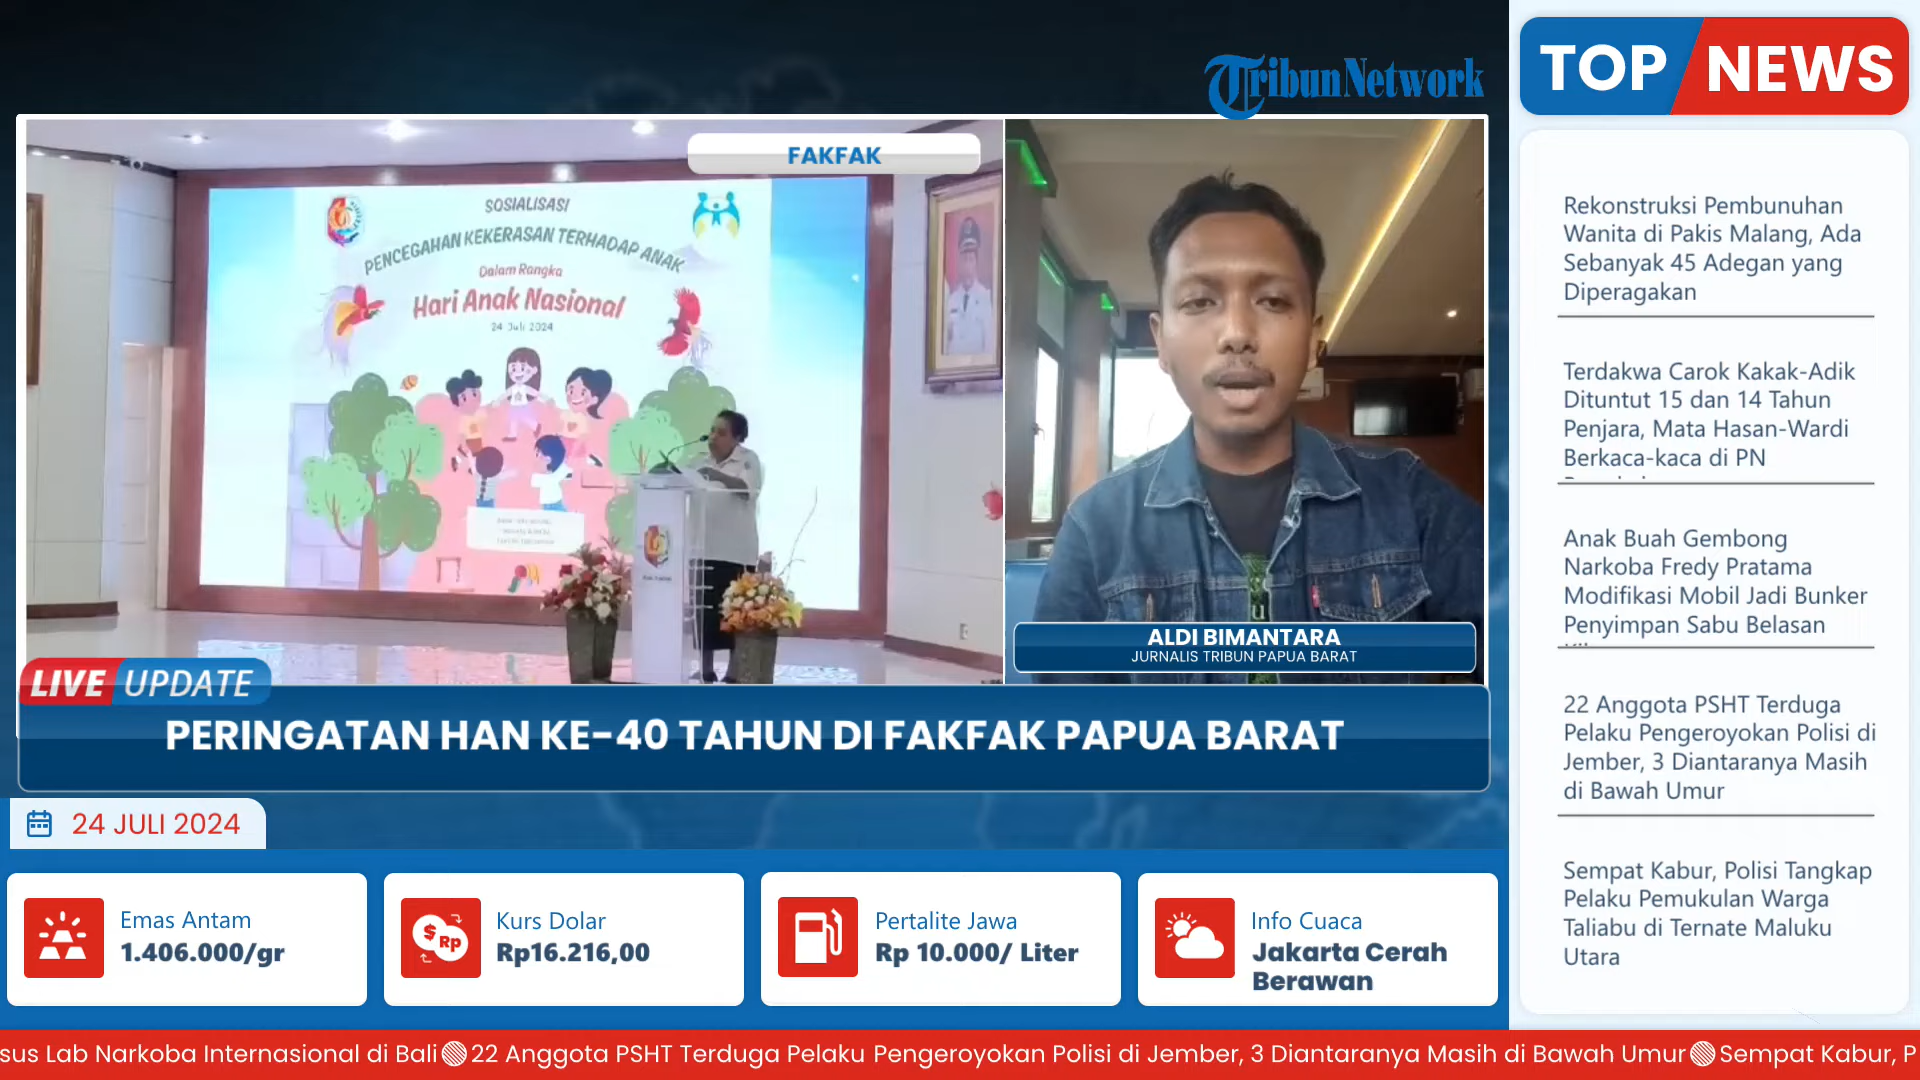 TribunNetwork
TOP NEWS
FAKFAK
SOSIALISASI
PENCEGAHAN KEKERASAN TERHADAP ANAK
Dalam Rangka
Hari Anak Nasional
24 Juli 2024
ALDI BIMANTARA
JURNALIS TRIBUN PAPUA BARAT
LIVE UPDATE
PERINGATAN HAN KE-40 TAHUN DI FAKFAK PAPUA BARAT
24 JULI 2024
Emas Antam
1.406.000/gr
Kurs Dolar
Rp16.216,00
Pertalite Jawa
Rp 10.000/ Liter
Info Cuaca
Jakarta Cerah
Berawan
Rekonstruksi Pembunuhan
Wanita di Pakis Malang, Ada
Sebanyak 45 Adegan yang
Diperagakan
Terdakwa Carok Kakak-Adik
Dituntut 15 dan 14 Tahun
Penjara, Mata Hasan-Wardi
Berkaca-kaca di PN
Anak Buah Gembong
Narkoba Fredy Pratama
Modifikasi Mobil Jadi Bunker
Penyimpan Sabu Belasan
22 Anggota PSHT Terduga
Pelaku Pengeroyokan Polisi di
Jember, 3 Diantaranya Masih
di Bawah Umur
Sempat Kabur, Polisi Tangkap
Pelaku Pemukulan Warga
Taliabu di Ternate Maluku
Utara
sus Lab Narkoba Internasional di Bali 22 Anggota PSHT Terduga Pelaku Pengeroyokan Polisi di Jember, 3 Diantaranya Masih di Bawah Umur Sempat Kabur, P